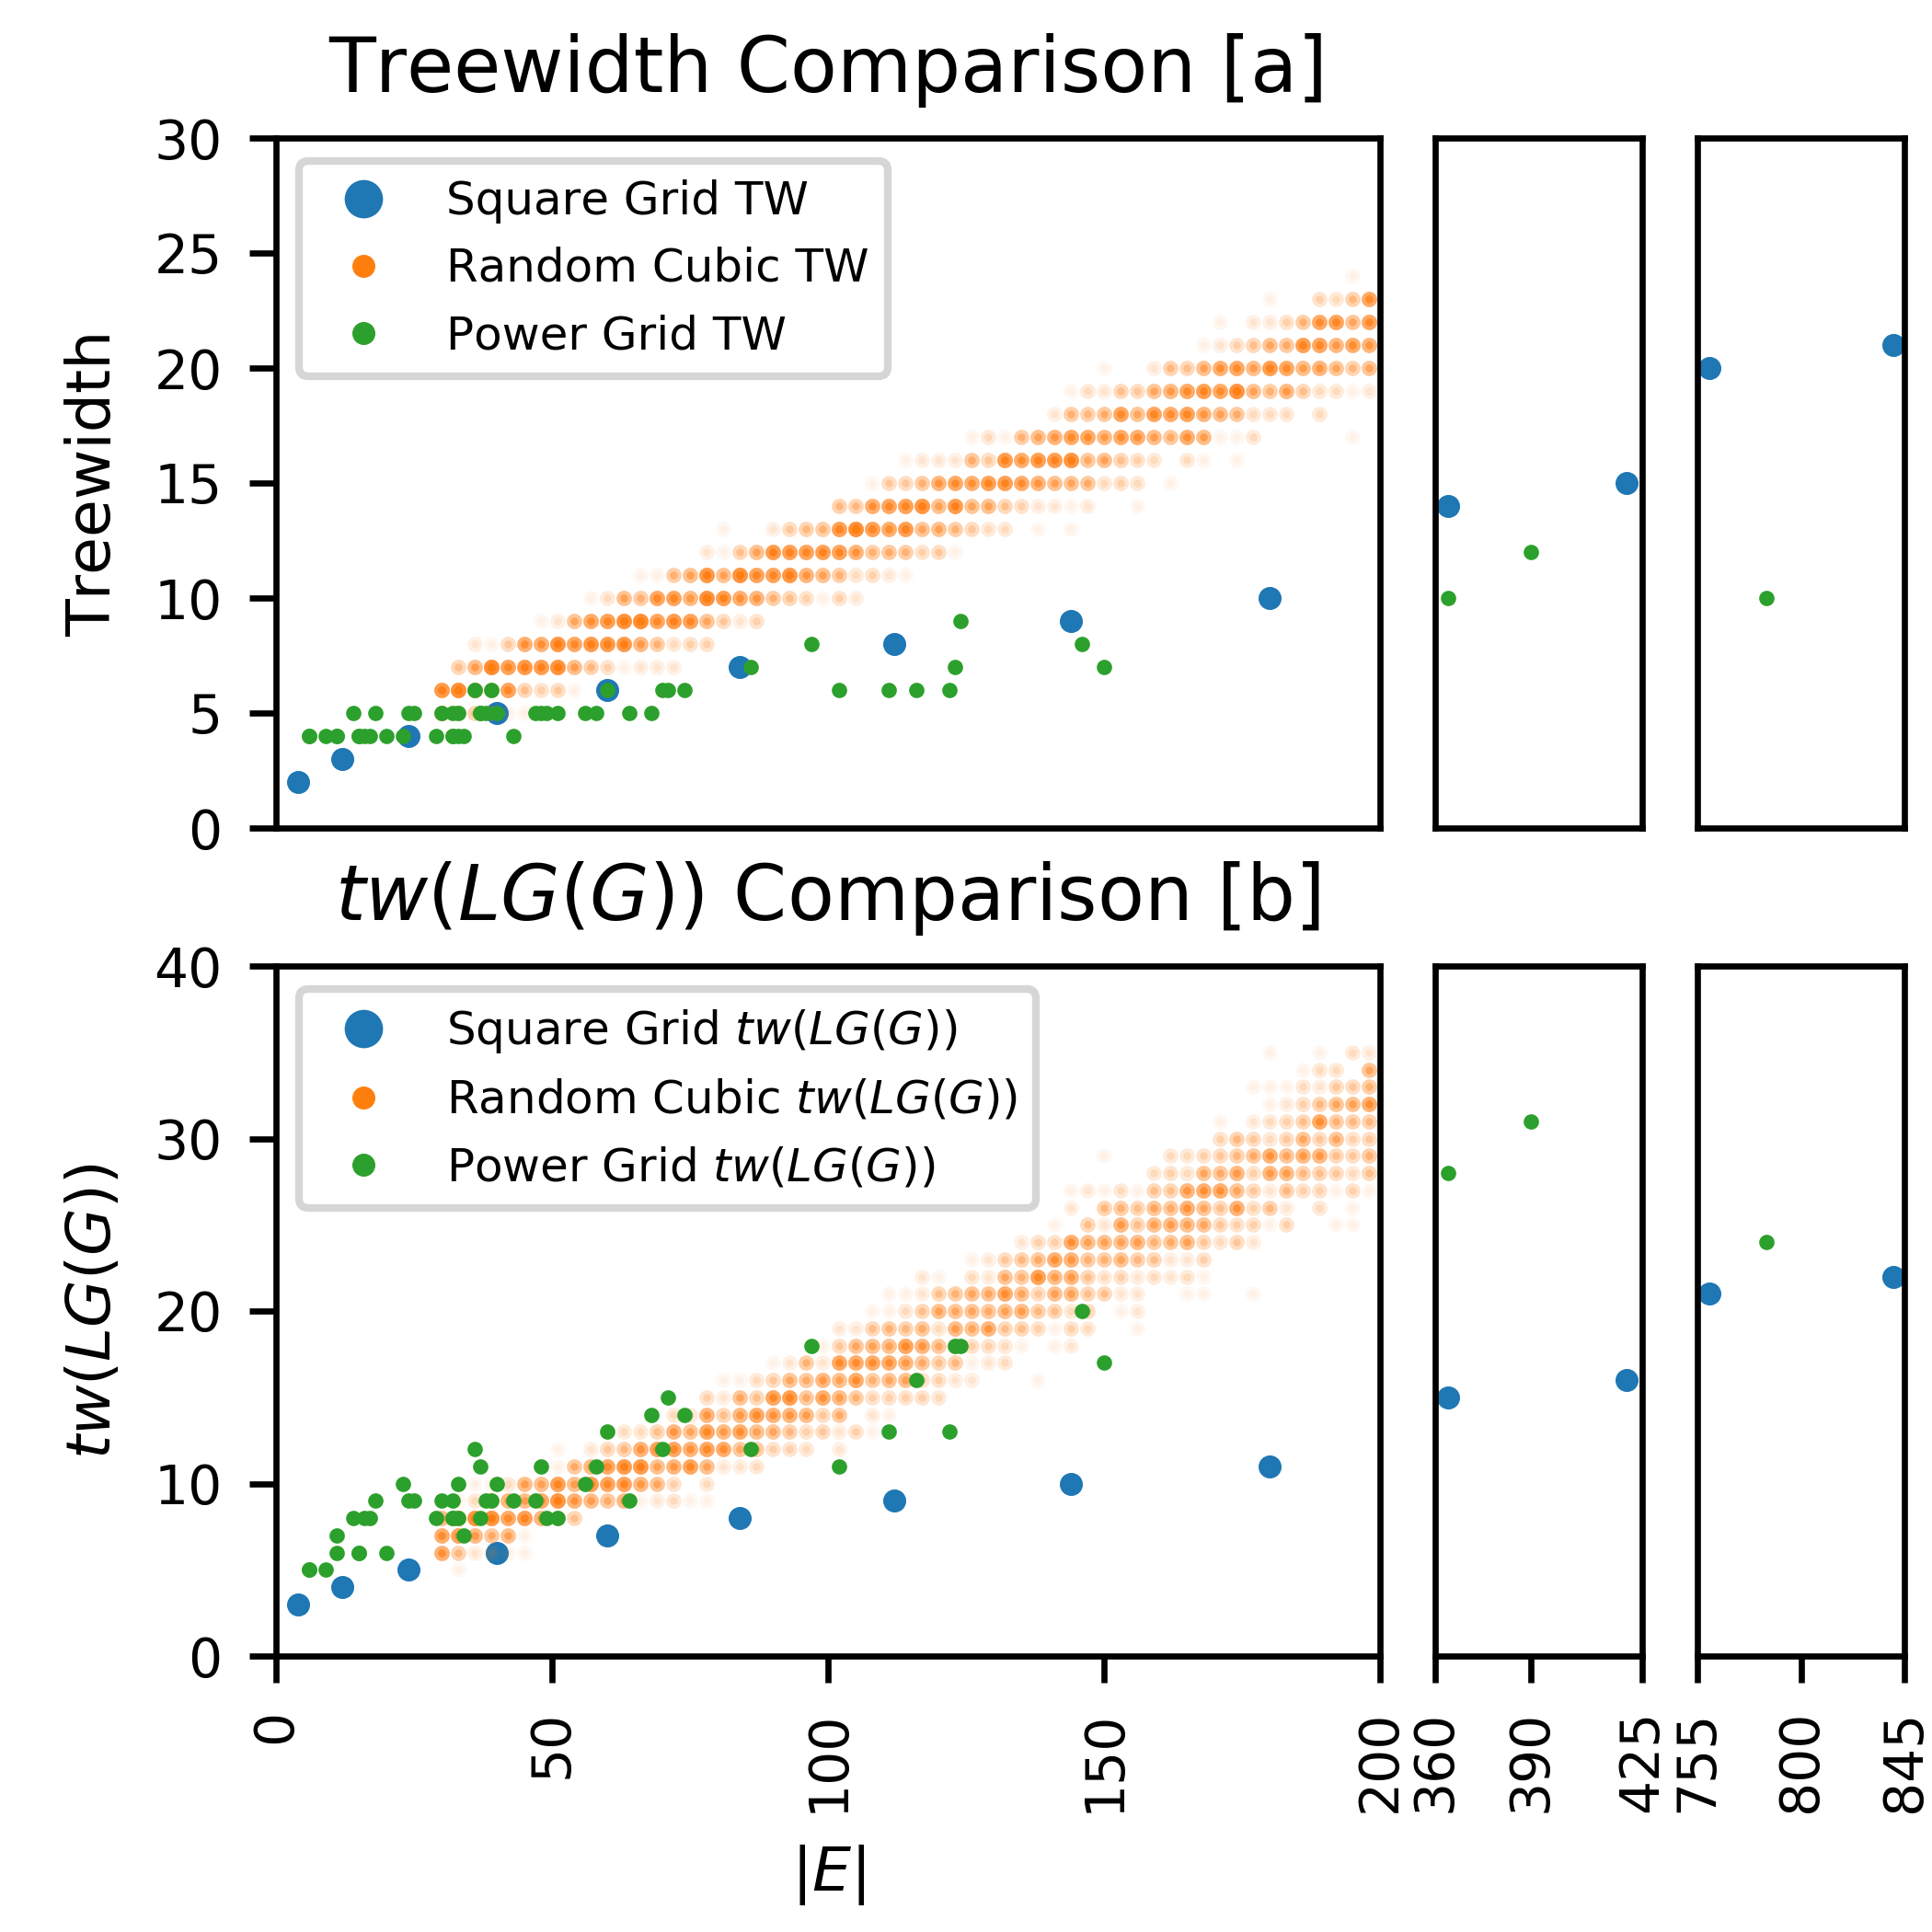 Treewidth Comparison [a]
30
25
20
15
10
5
0
Treewidth
Square Grid TW
Random Cubic TW
Power Grid TW
tw(LG(G)) Comparison [b]
40
30
20
10
0
tw(LG(G))
Square Grid tw(LG(G))
Random Cubic tw(LG(G))
Power Grid tw(LG(G))
0 50 100 150 200 360 390 425 755 800 845
|E|